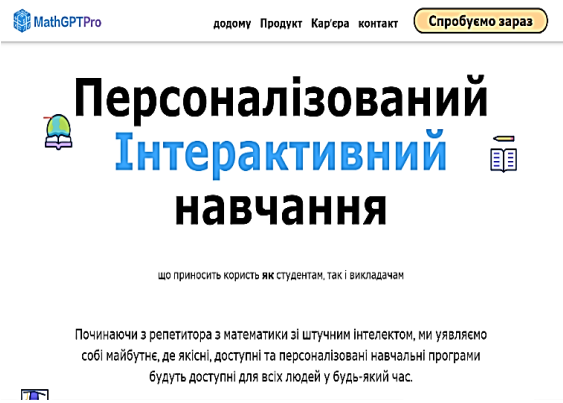 MathGPTPro
додому Продукт Кар'єра контакт Спробуємо зараз
Персоналізований
Інтерактивний
навчання
що приносить користь як студентам, так і викладачам
Починаючи з репетитора з математики зі штучним інтелектом, ми уявляємо
собі майбутнє, де якісні, доступні та персоналізовані навчальні програми
будуть доступні для всіх людей у будь-який час.